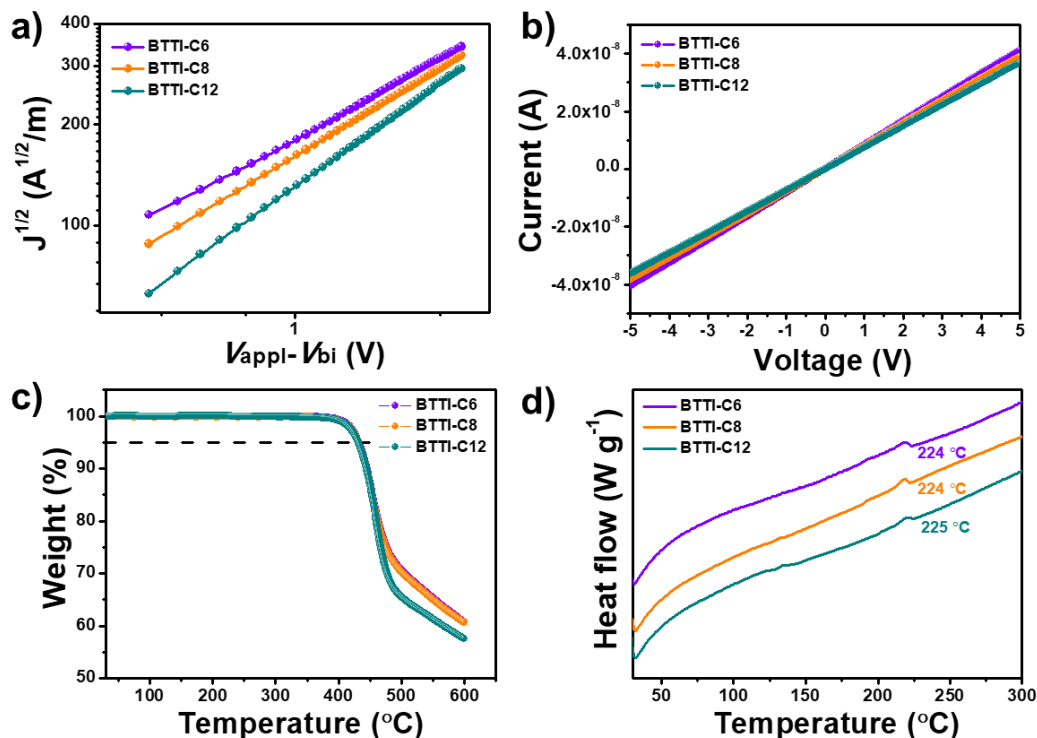 a)
400
300
200
100
J1/2 (A1/2/m)
BTTI-C6
BTTI-C8
BTTI-C12
1
Vappl-Vbi (V)
b)
4.0x10-8
2.0x10-8
0.0
-2.0x10-8
-4.0x10-8
Current (A)
BTTI-C6
BTTI-C8
BTTI-C12
-5 -4 -3 -2 -1 0 1 2 3 4 5
Voltage (V)
c)
100
90
80
70
60
50
Weight (%)
BTTI-C6
BTTI-C8
BTTI-C12
100 200 300 400 500 600
Temperature (°C)
d)
Heat flow (W g-1)
BTTI-C6
BTTI-C8
BTTI-C12
224 °C
224 °C
225 °C
50 100 150 200 250 300
Temperature (°C)